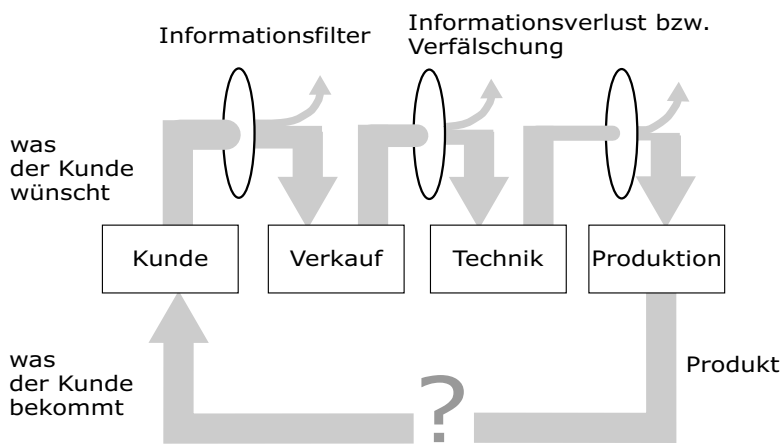 Informationsfilter
Informationsverlust bzw.
Verfälschung
was
der Kunde
wünscht
Kunde
Verkauf
Technik
Produktion
was
der Kunde
bekommt
?
Produkt